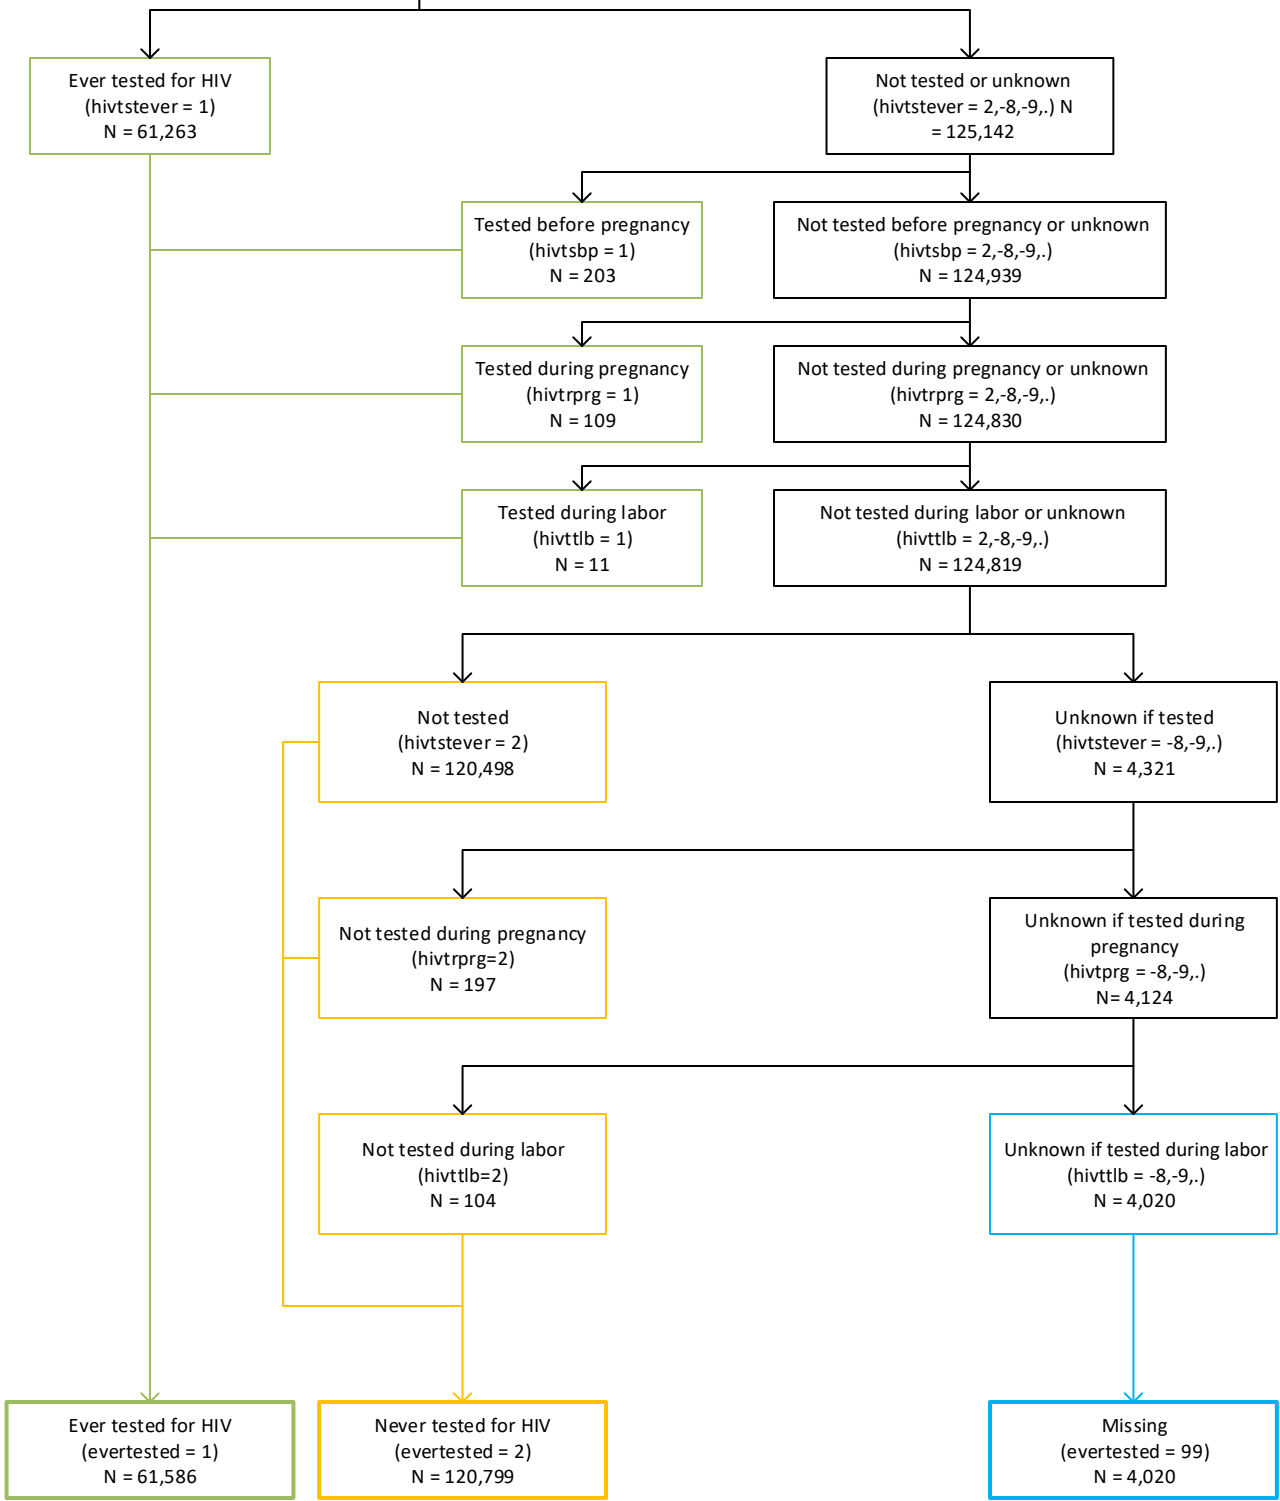 Ever tested for HIV
(hivtstever = 1)
N = 61,263
Not tested or unknown
(hivtstever = 2,-8,-9,.) N
= 125,142
Tested before pregnancy
(hivtsbp = 1)
N = 203
Not tested before pregnancy or unknown
(hivtsbp = 2,-8,-9,.)
N = 124,939
Tested during pregnancy
(hivtrprg = 1)
N = 109
Not tested during pregnancy or unknown
(hivtrprg = 2,-8,-9,.)
N = 124,830
Tested during labor
(hivttlb = 1)
N = 11
Not tested during labor or unknown
(hivttlb = 2,-8,-9,.)
N = 124,819
Not tested
(hivtstever = 2)
N = 120,498
Unknown if tested
(hivtstever = -8,-9,.)
N = 4,321
Not tested during pregnancy
(hivtrprg=2)
N = 197
Unknown if tested during
pregnancy
(hivtprg = -8,-9,.)
N= 4,124
Not tested during labor
(hivttlb=2)
N = 104
Unknown if tested during labor
(hivttlb = -8,-9,.)
N = 4,020
Ever tested for HIV
(evertested = 1)
N = 61,586
Never tested for HIV
(evertested = 2)
N = 120,799
Missing
(evertested = 99)
N = 4,020